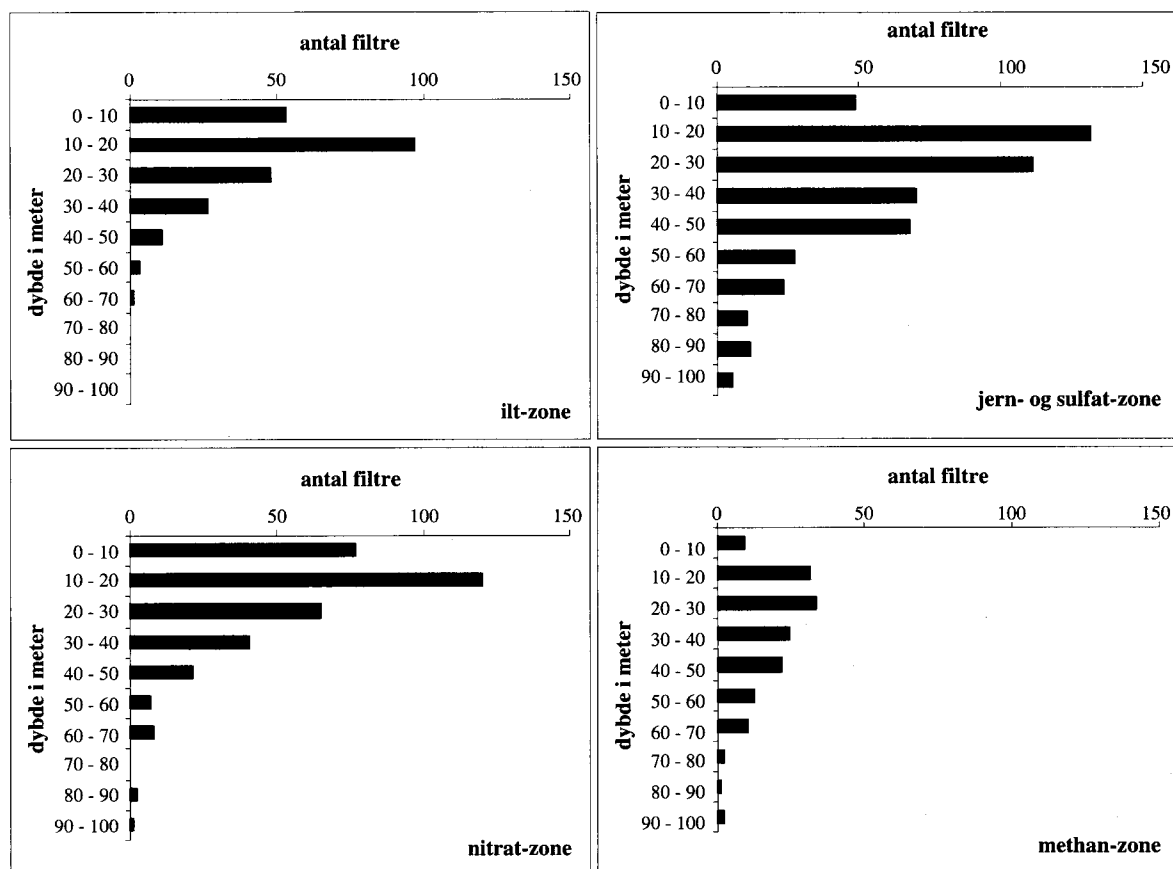 antal filtre
0 50 100 150
dybde i meter
0 - 10
10 - 20
20 - 30
30 - 40
40 - 50
50 - 60
60 - 70
70 - 80
80 - 90
90 - 100
ilt-zone
antal filtre
0 50 100 150
dybde i meter
0 - 10
10 - 20
20 - 30
30 - 40
40 - 50
50 - 60
60 - 70
70 - 80
80 - 90
90 - 100
jern- og sulfat-zone
antal filtre
0 50 100 150
dybde i meter
0 - 10
10 - 20
20 - 30
30 - 40
40 - 50
50 - 60
60 - 70
70 - 80
80 - 90
90 - 100
nitrat-zone
antal filtre
0 50 100 150
dybde i meter
0 - 10
10 - 20
20 - 30
30 - 40
40 - 50
50 - 60
60 - 70
70 - 80
80 - 90
90 - 100
methan-zone